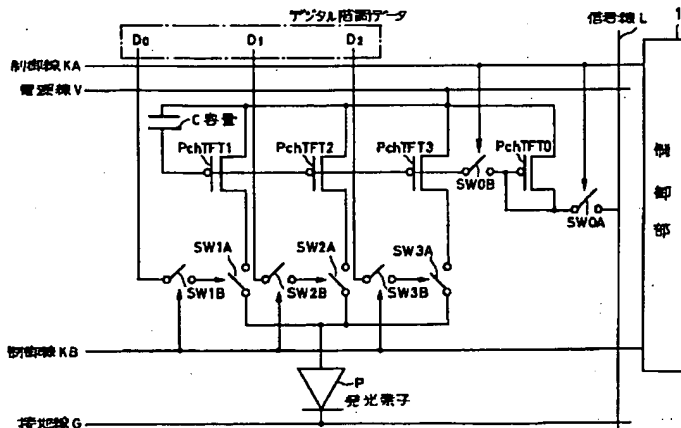 デジタル階調データ
信号線L
1
D0
D1
D2
制御線KA
電源線V
C容量
PchTFT1
PchTFT2
PchTFT3
PchTFT0
SW0B
SW0A
制御部
SW1A
SW2A
SW3A
SW1B
SW2B
SW3B
制御線KB
P
発光素子
接地線G